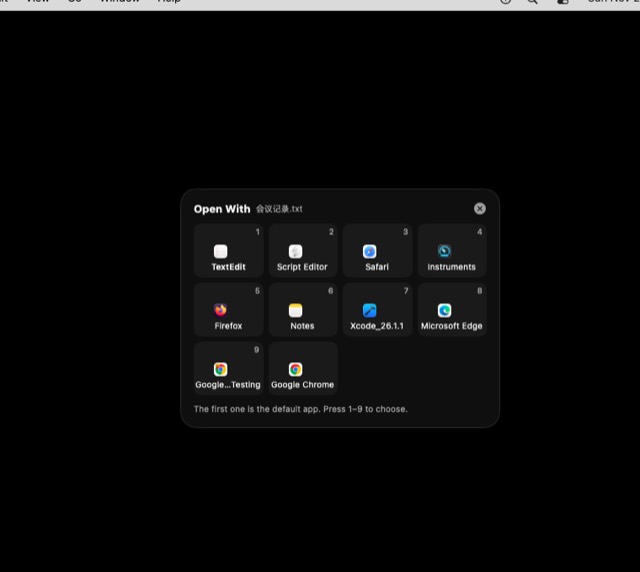 View Go Window Help
Open With 会议记录.txt
1 2 3 4
TextEdit Script Editor Safari Instruments
5 6 7 8
Firefox Notes Xcode_26.1.1 Microsoft Edge
9
Google...Testing Google Chrome
The first one is the default app. Press 1–9 to choose.